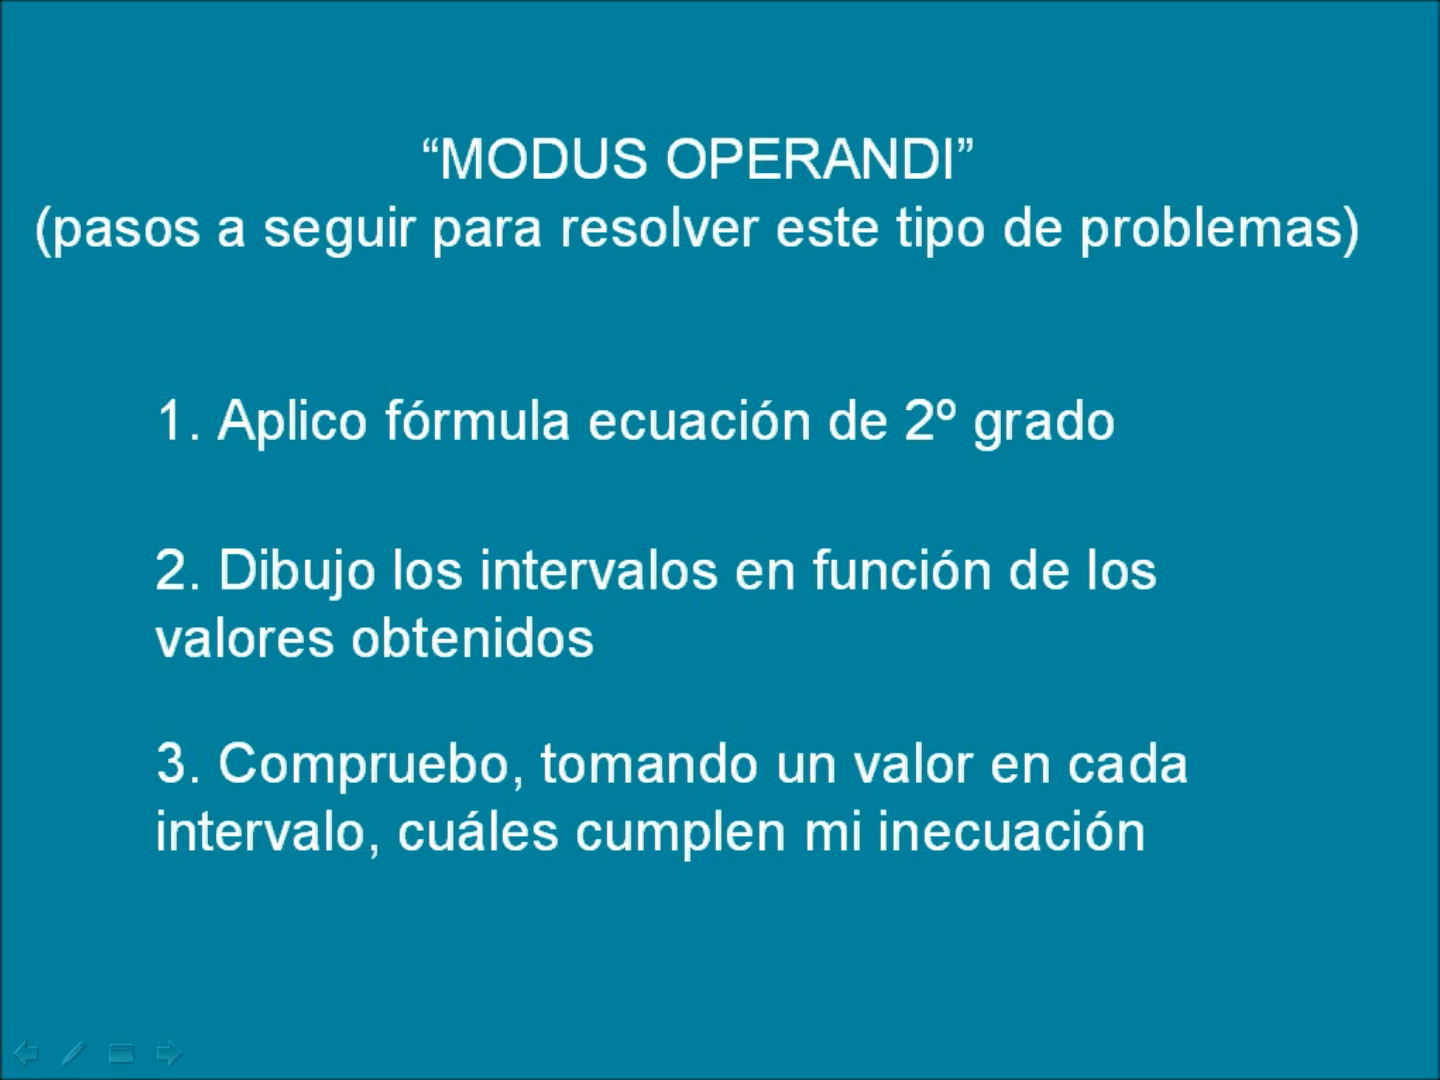 “MODUS OPERANDI”
(pasos a seguir para resolver este tipo de problemas)
1. Aplico fórmula ecuación de 2º grado
2. Dibujo los intervalos en función de los
valores obtenidos
3. Compruebo, tomando un valor en cada
intervalo, cuáles cumplen mi inecuación